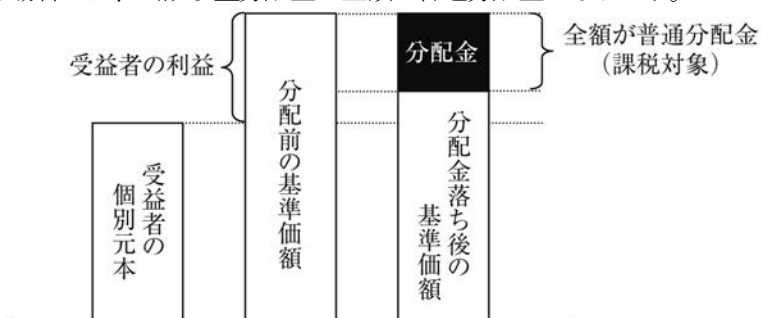 受益者の利益
分配金
全額が普通分配金
(課税対象)
受益者の
個別元本
分配前の基準価額
分配金落ち後の
基準価額